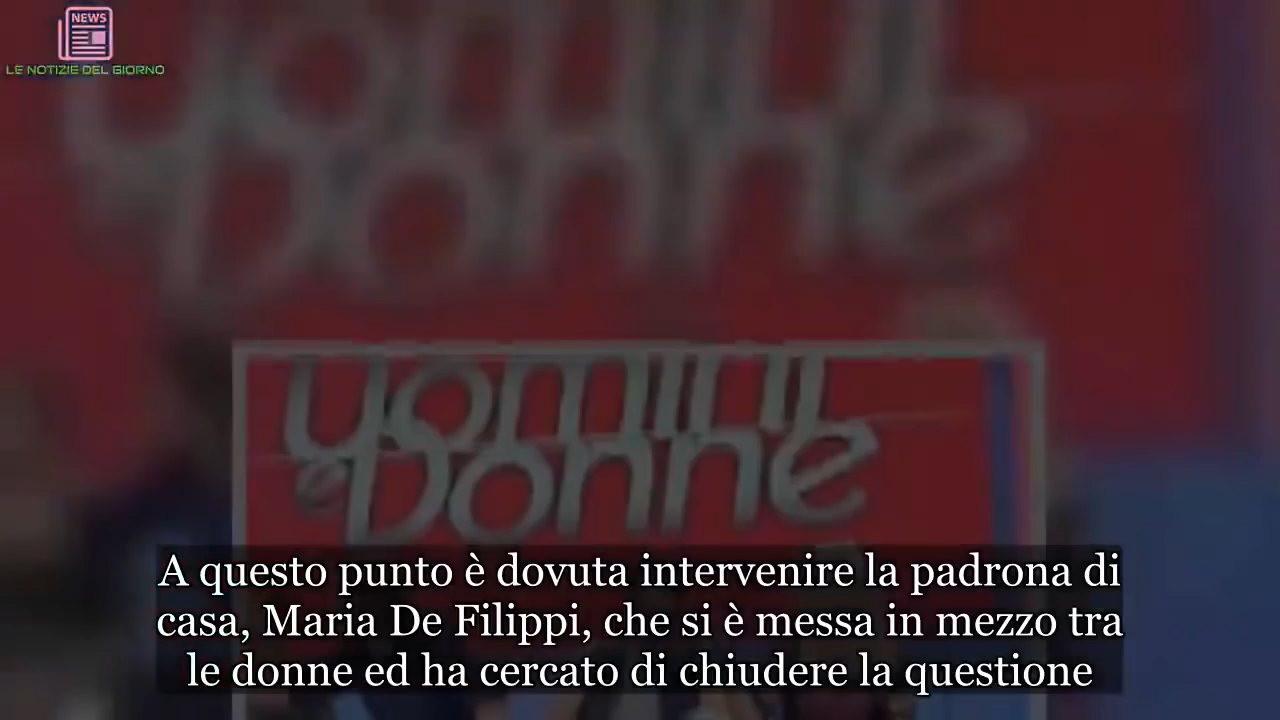 NEWS
LE NOTIZIE DEL GIORNO
uomini
e Donne
uomini
e Donne
A questo punto è dovuta intervenire la padrona di
casa, Maria De Filippi, che si è messa in mezzo tra
le donne ed ha cercato di chiudere la questione